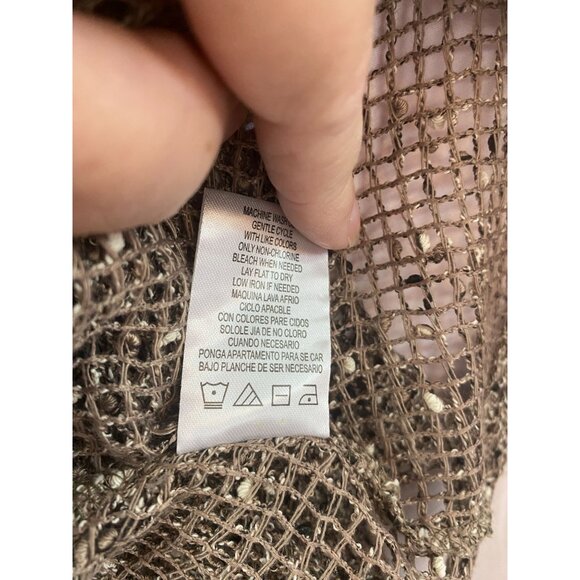 MACHINE WASH
GENTLE CYCLE
WITH LIKE COLORS
ONLY NON-CHLORINE
BLEACH WHEN NEEDED
LAY FLAT TO DRY
LOW IRON IF NEEDED
MAQUINA LAVA AFRIO
CICLO APACBLE
CON COLORES PARE CIDOS
SOLOLE JIA DE NO CLORO
CUANDO NECESARIO
PONGA APARTAMENTO PARA SE CAR
BAJO PLANCHE DE SER NECESARIO